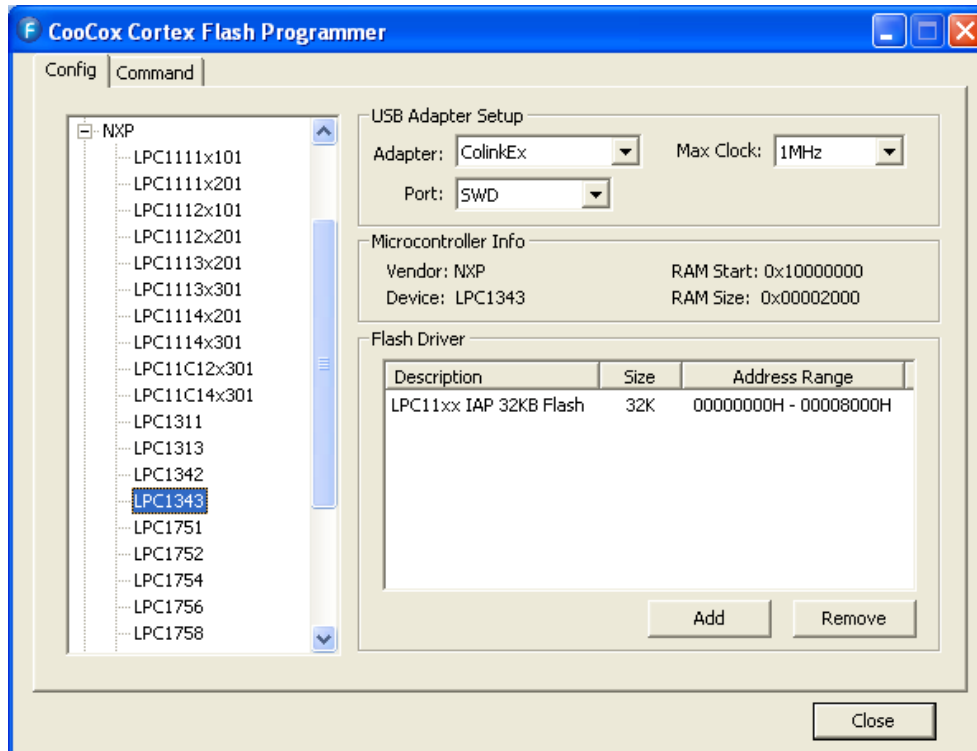 CooCox Cortex Flash Programmer
Config
Command
NXP
LPC1111x101
LPC1111x201
LPC1112x101
LPC1112x201
LPC1113x201
LPC1113x301
LPC1114x201
LPC1114x301
LPC11C12x301
LPC11C14x301
LPC1311
LPC1313
LPC1342
LPC1343
LPC1751
LPC1752
LPC1754
LPC1756
LPC1758
USB Adapter Setup
Adapter: ColinkEx Max Clock: 1MHz
Port: SWD
Microcontroller Info
Vendor: NXP RAM Start: 0x10000000
Device: LPC1343 RAM Size: 0x00002000
Flash Driver
Description Size Address Range
LPC11xx IAP 32KB Flash 32K 00000000H - 00008000H
Add Remove
Close